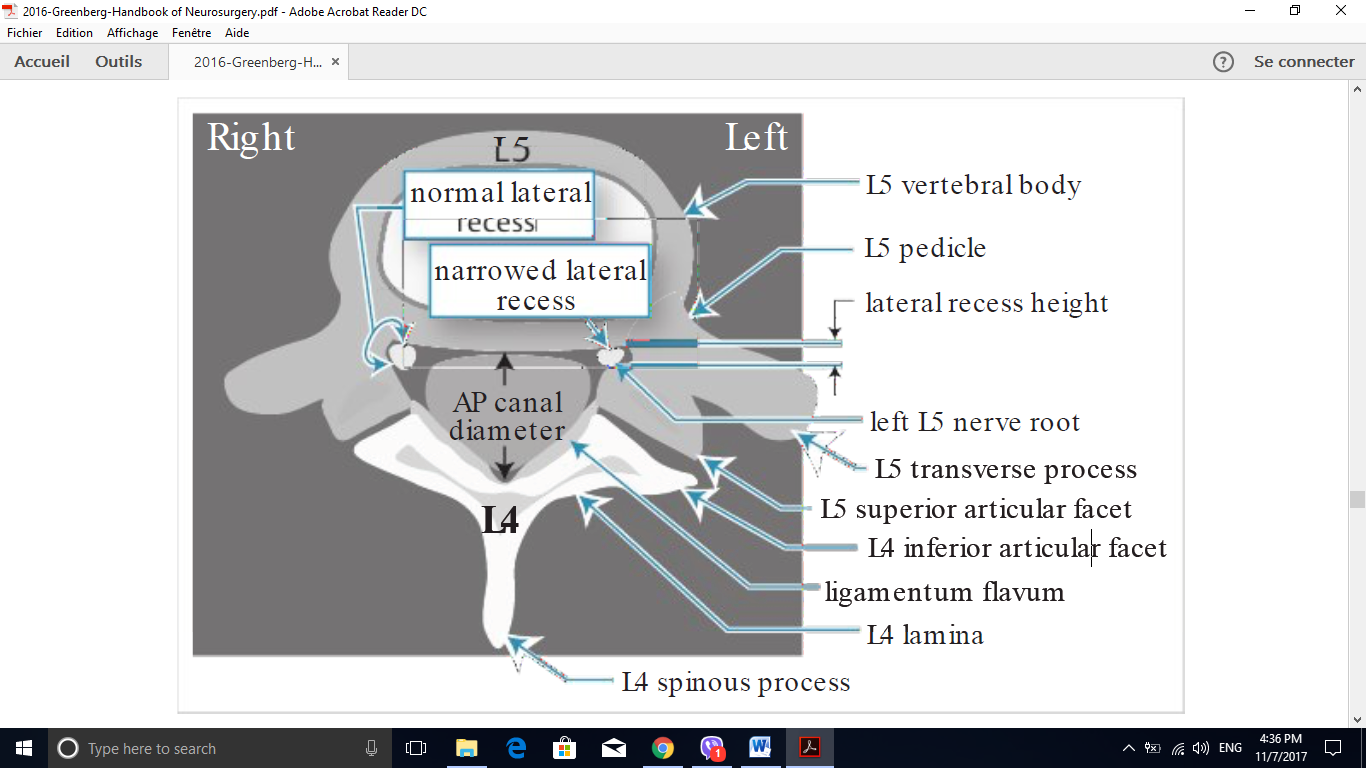 2016-Greenberg-Handbook of Neurosurgery.pdf - Adobe Acrobat Reader DC
Fichier Edition Affichage Fenêtre Aide
Accueil Outils 2016-Greenberg-H... × ? Se connecter
Right
Left
L5
normal lateral
recess
narrowed lateral
recess
AP canal
diameter
L4
L5 vertebral body
L5 pedicle
lateral recess height
left L5 nerve root
L5 transverse process
L5 superior articular facet
L4 inferior articular facet
ligamentum flavum
L4 lamina
L4 spinous process
Type here to search
1
ENG
4:36 PM
11/7/2017